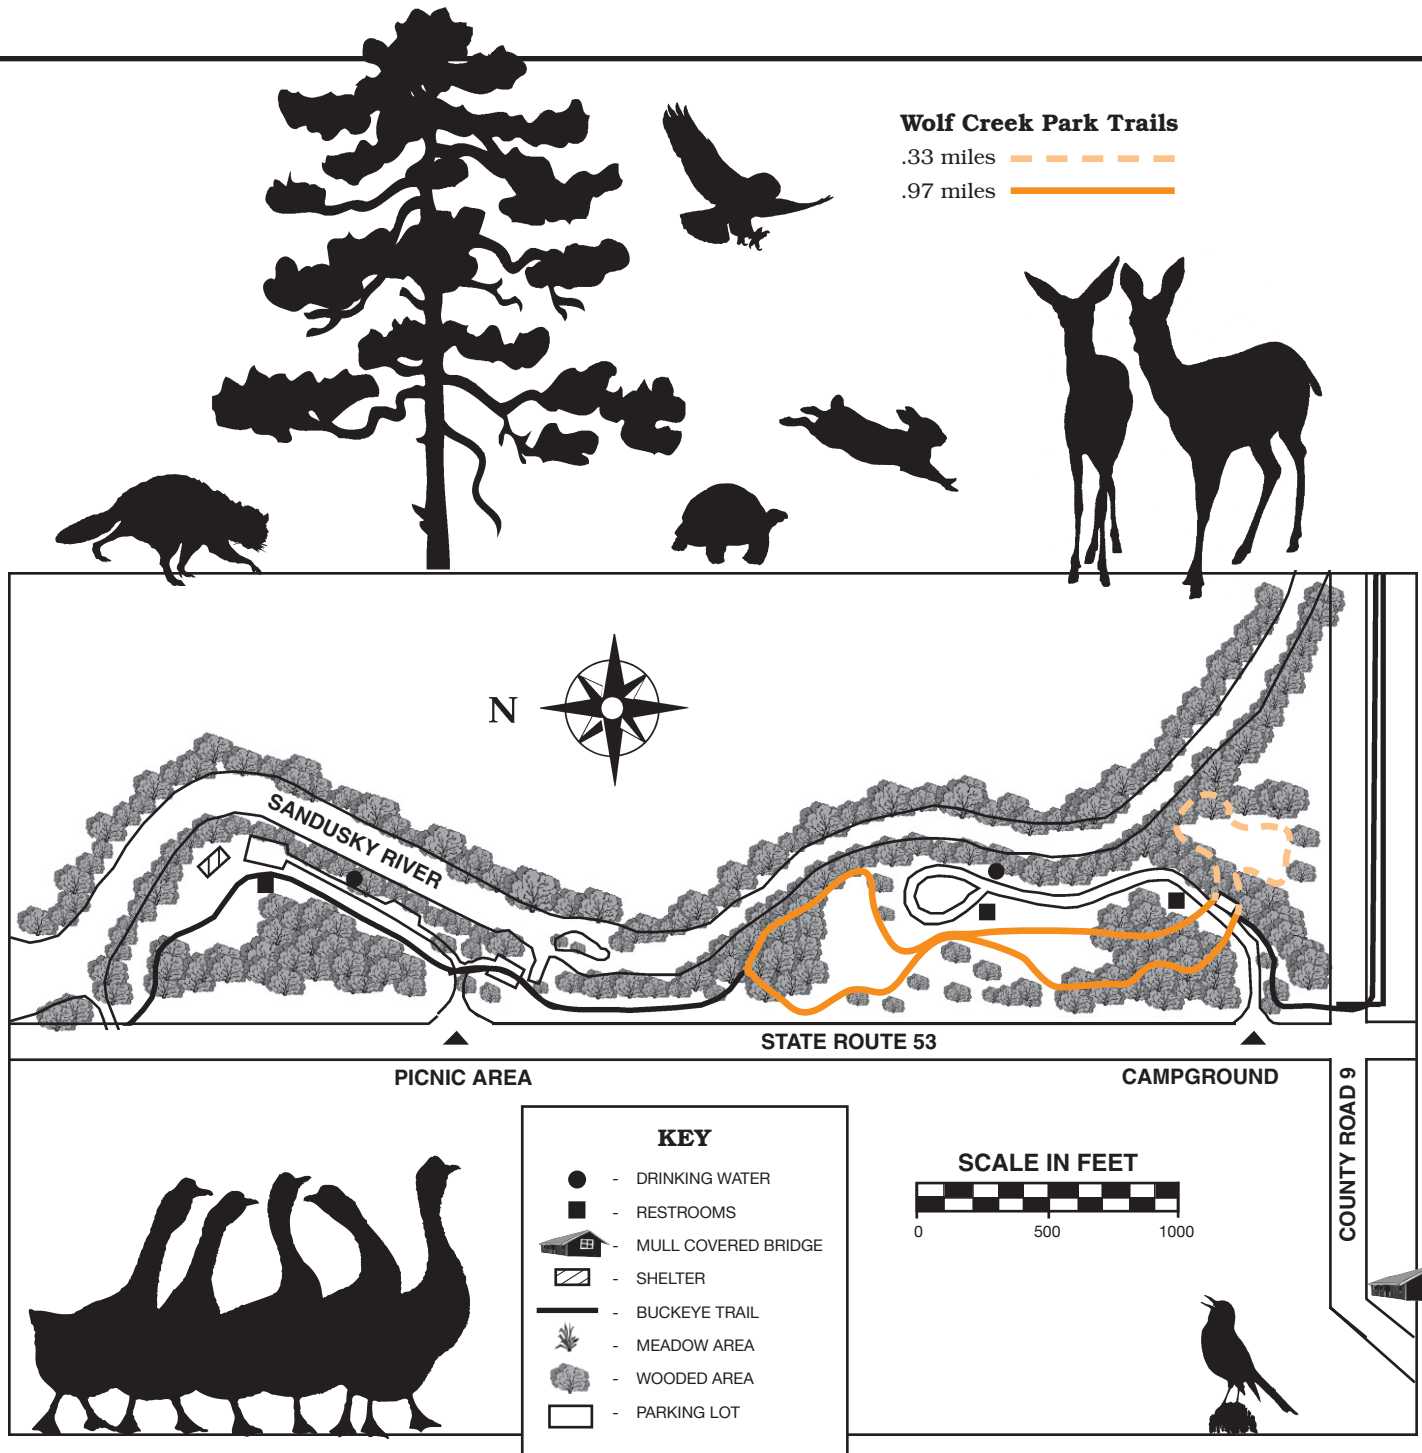 Wolf Creek Park Trails
.33 miles
.97 miles
N
SANDUSKY RIVER
STATE ROUTE 53
PICNIC AREA
CAMPGROUND
COUNTY ROAD 9
KEY
- DRINKING WATER
- RESTROOMS
- MULL COVERED BRIDGE
- SHELTER
- BUCKEYE TRAIL
- MEADOW AREA
- WOODED AREA
- PARKING LOT
SCALE IN FEET
0 500 1000